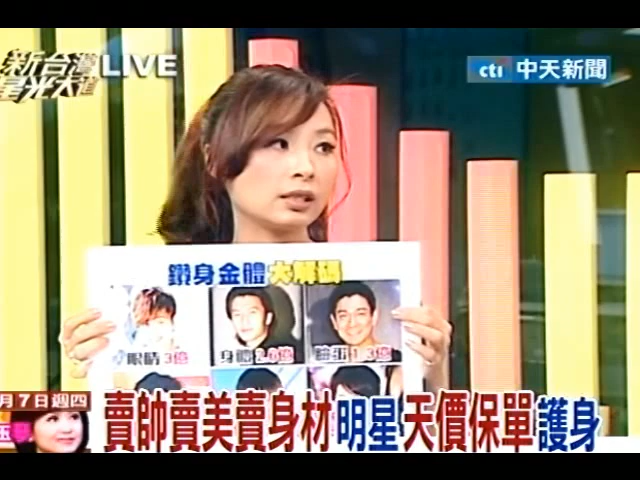 新台灣 LIVE
星光大道
cti 中天新聞
鑽身金體大解碼
眼睛3億
身體2.6億
臉蛋1.3億
月7日週四
賣帥賣美賣身材明星天價保單護身